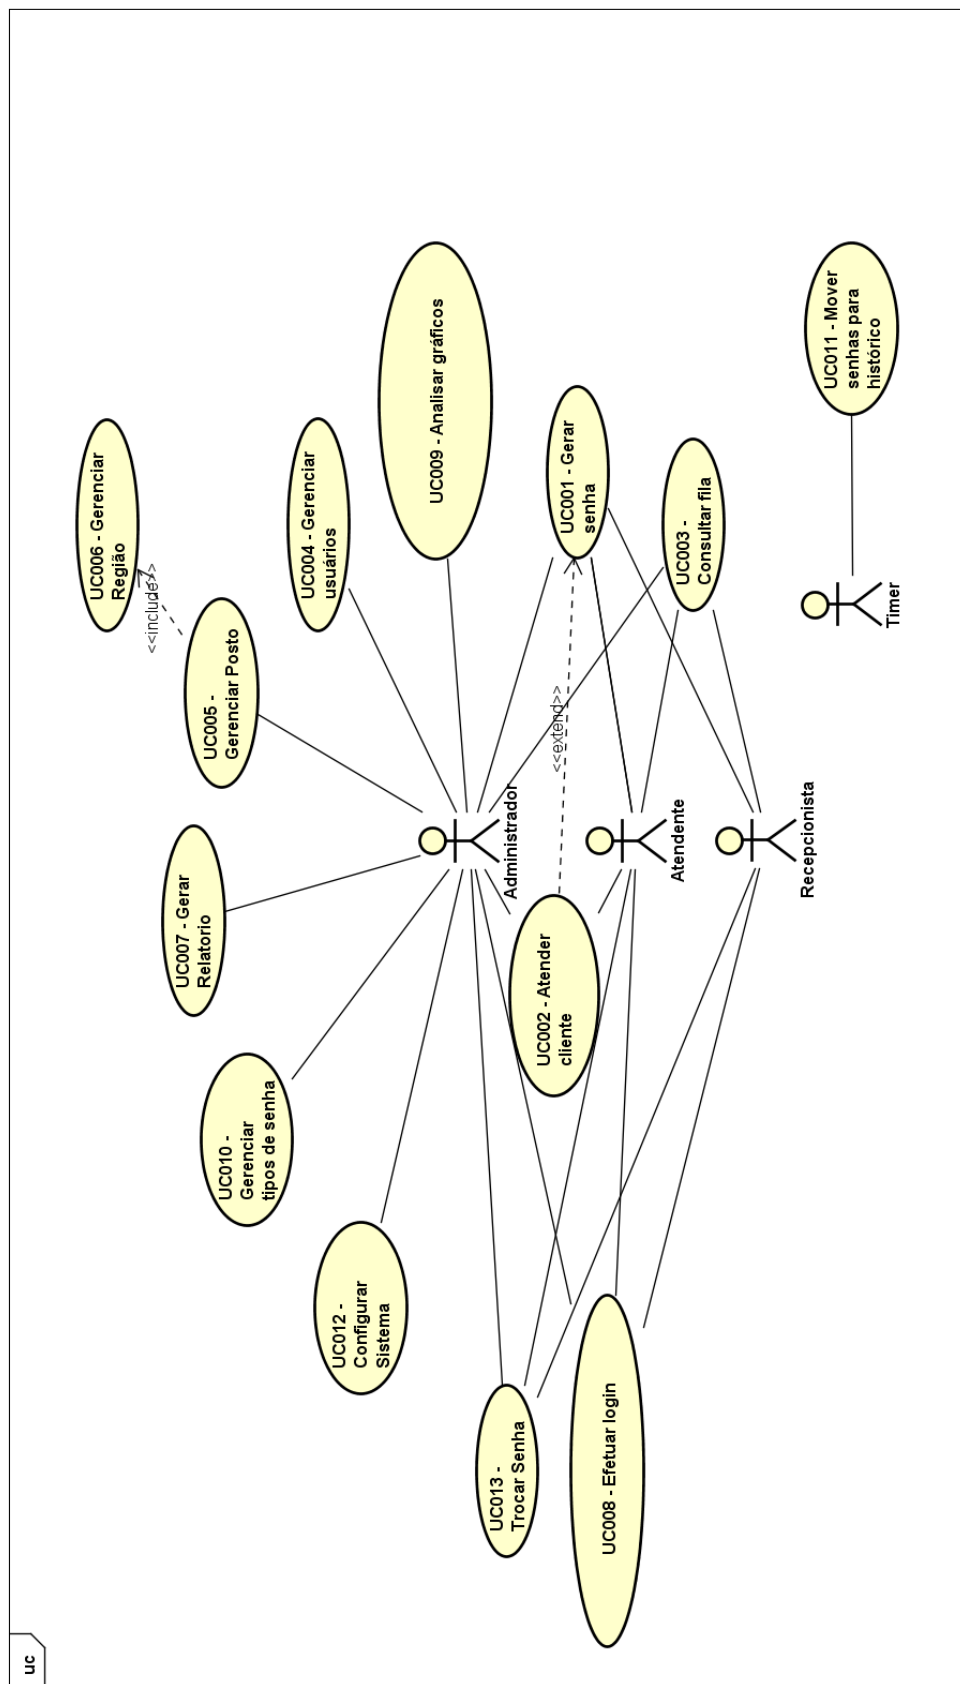 uc
UC013 -
Trocar Senha
UC008 - Efetuar login
UC012 -
Configurar
Sistema
UC010 -
Gerenciar
tipos de senha
UC007 - Gerar
Relatorio
UC005 -
Gerenciar Posto
<<include>>
UC006 - Gerenciar
Região
UC004 - Gerenciar
usuários
UC009 - Analisar gráficos
Administrador
UC002 - Atender
cliente
<<extend>>
UC001 - Gerar
senha
Atendente
UC003 -
Consultar fila
Recepcionista
Timer
UC011 - Mover
senhas para
histórico